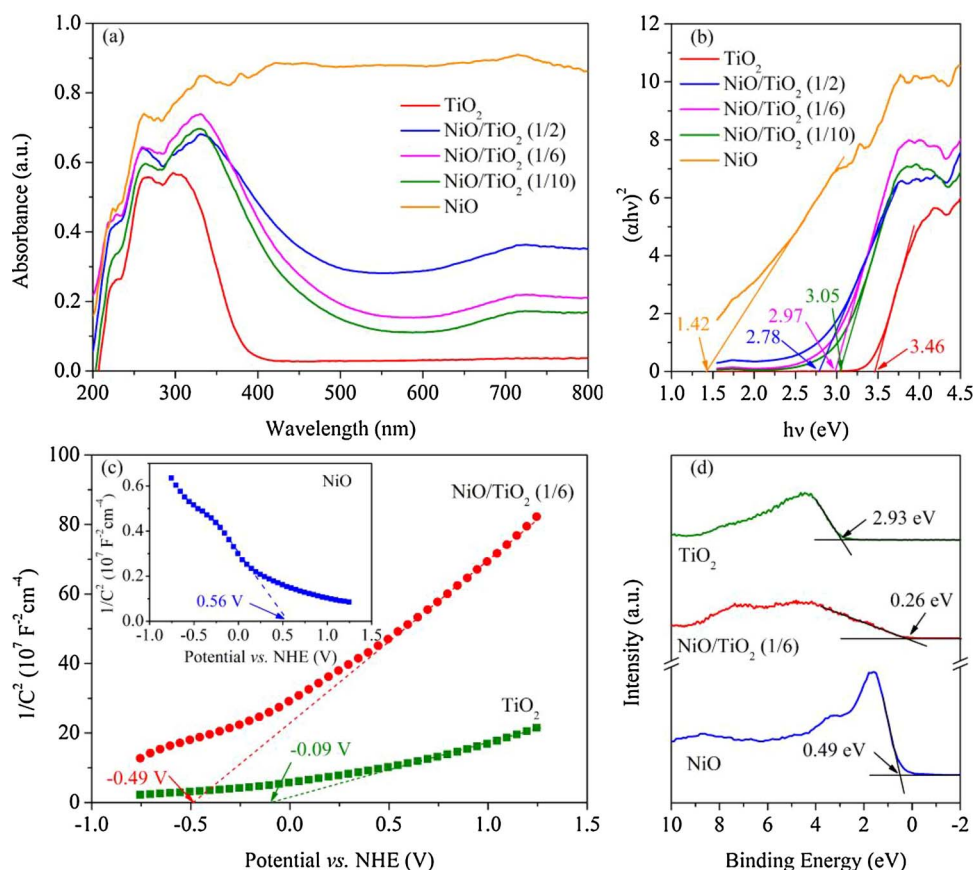 (a)
1.0
0.8
0.6
0.4
0.2
0.0
Absorbance (a.u.)
TiO₂
NiO/TiO₂ (1/2)
NiO/TiO₂ (1/6)
NiO/TiO₂ (1/10)
NiO
200 300 400 500 600 700 800
Wavelength (nm)
(b)
12
10
8
6
4
2
0
(αhν)²
TiO₂
NiO/TiO₂ (1/2)
NiO/TiO₂ (1/6)
NiO/TiO₂ (1/10)
NiO
1.42
2.78
2.97
3.05
3.46
1.0 1.5 2.0 2.5 3.0 3.5 4.0 4.5
hν (eV)
(c)
100
80
60
40
20
0
1/C² (10⁷ F⁻² cm⁻⁴)
NiO
0.6
0.4
0.2
0.0
1/C² (10⁷ F⁻² cm⁻⁴)
0.56 V
-1.0 -0.5 0.0 0.5 1.0 1.5
Potential vs. NHE (V)
NiO/TiO₂ (1/6)
TiO₂
-0.49 V
-0.09 V
-1.0 -0.5 0.0 0.5 1.0 1.5
Potential vs. NHE (V)
(d)
Intensity (a.u.)
2.93 eV
TiO₂
0.26 eV
NiO/TiO₂ (1/6)
0.49 eV
NiO
10 8 6 4 2 0 -2
Binding Energy (eV)